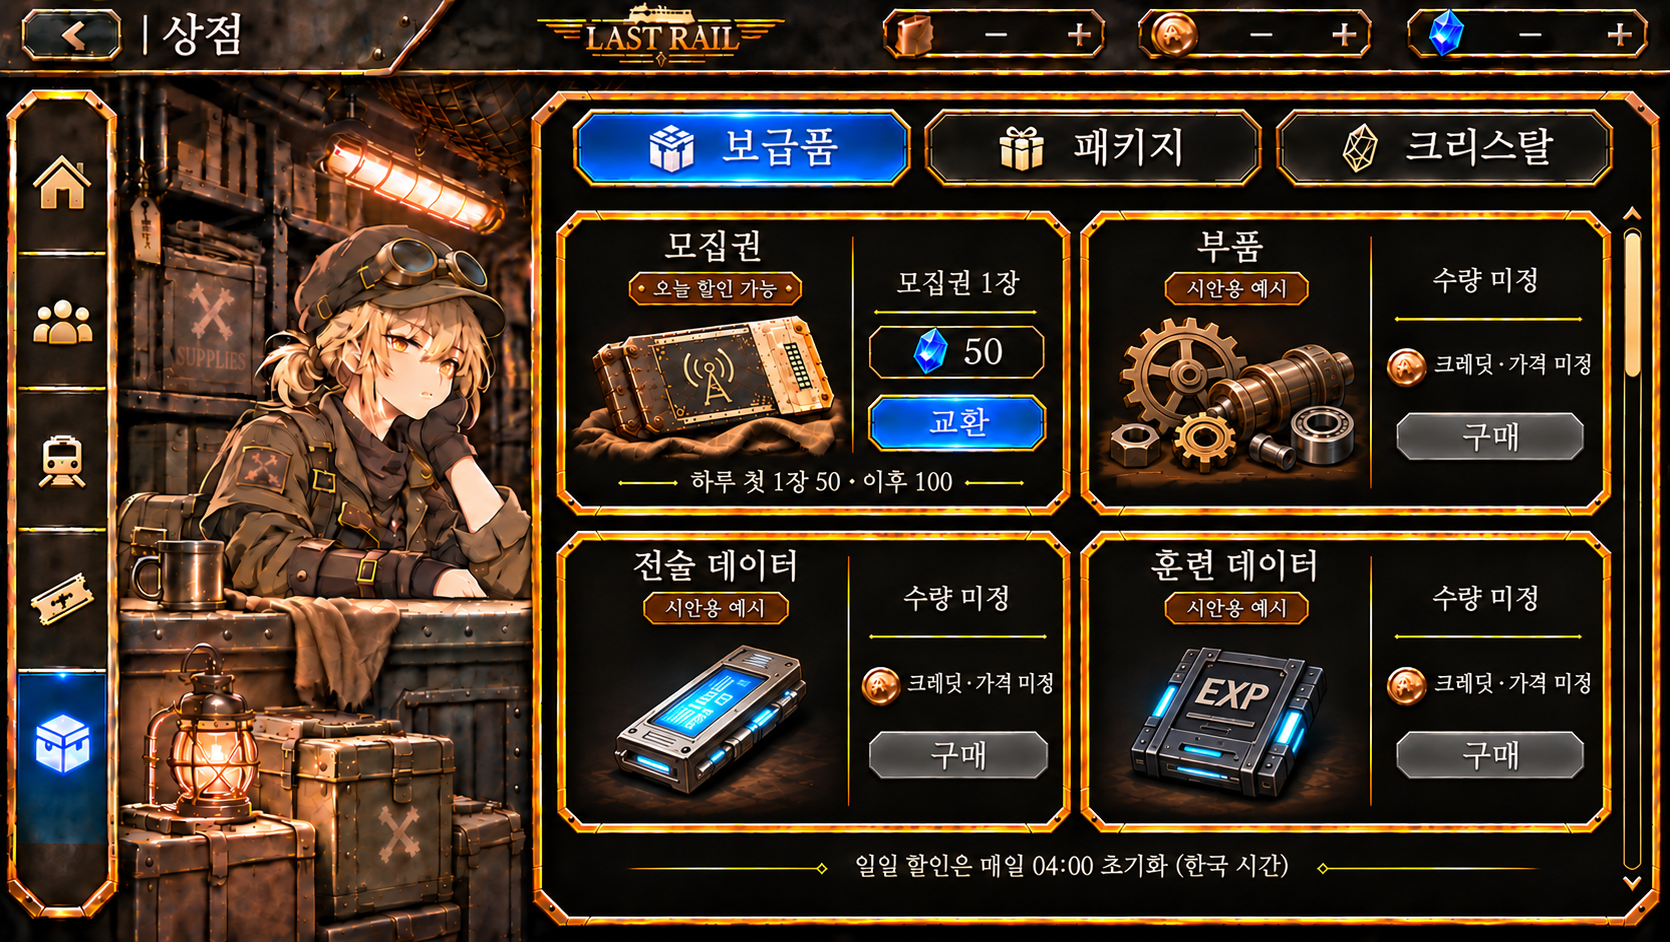 상점
LAST RAIL
보급품
패키지
크리스탈
SUPPLIES
모집권
오늘 할인 가능
모집권 1장
50
교환
하루 첫 1장 50 · 이후 100
부품
시안용 예시
수량 미정
크레딧·가격 미정
구매
전술 데이터
시안용 예시
수량 미정
크레딧·가격 미정
구매
훈련 데이터
시안용 예시
EXP
수량 미정
크레딧·가격 미정
구매
일일 할인은 매일 04:00 초기화 (한국 시간)